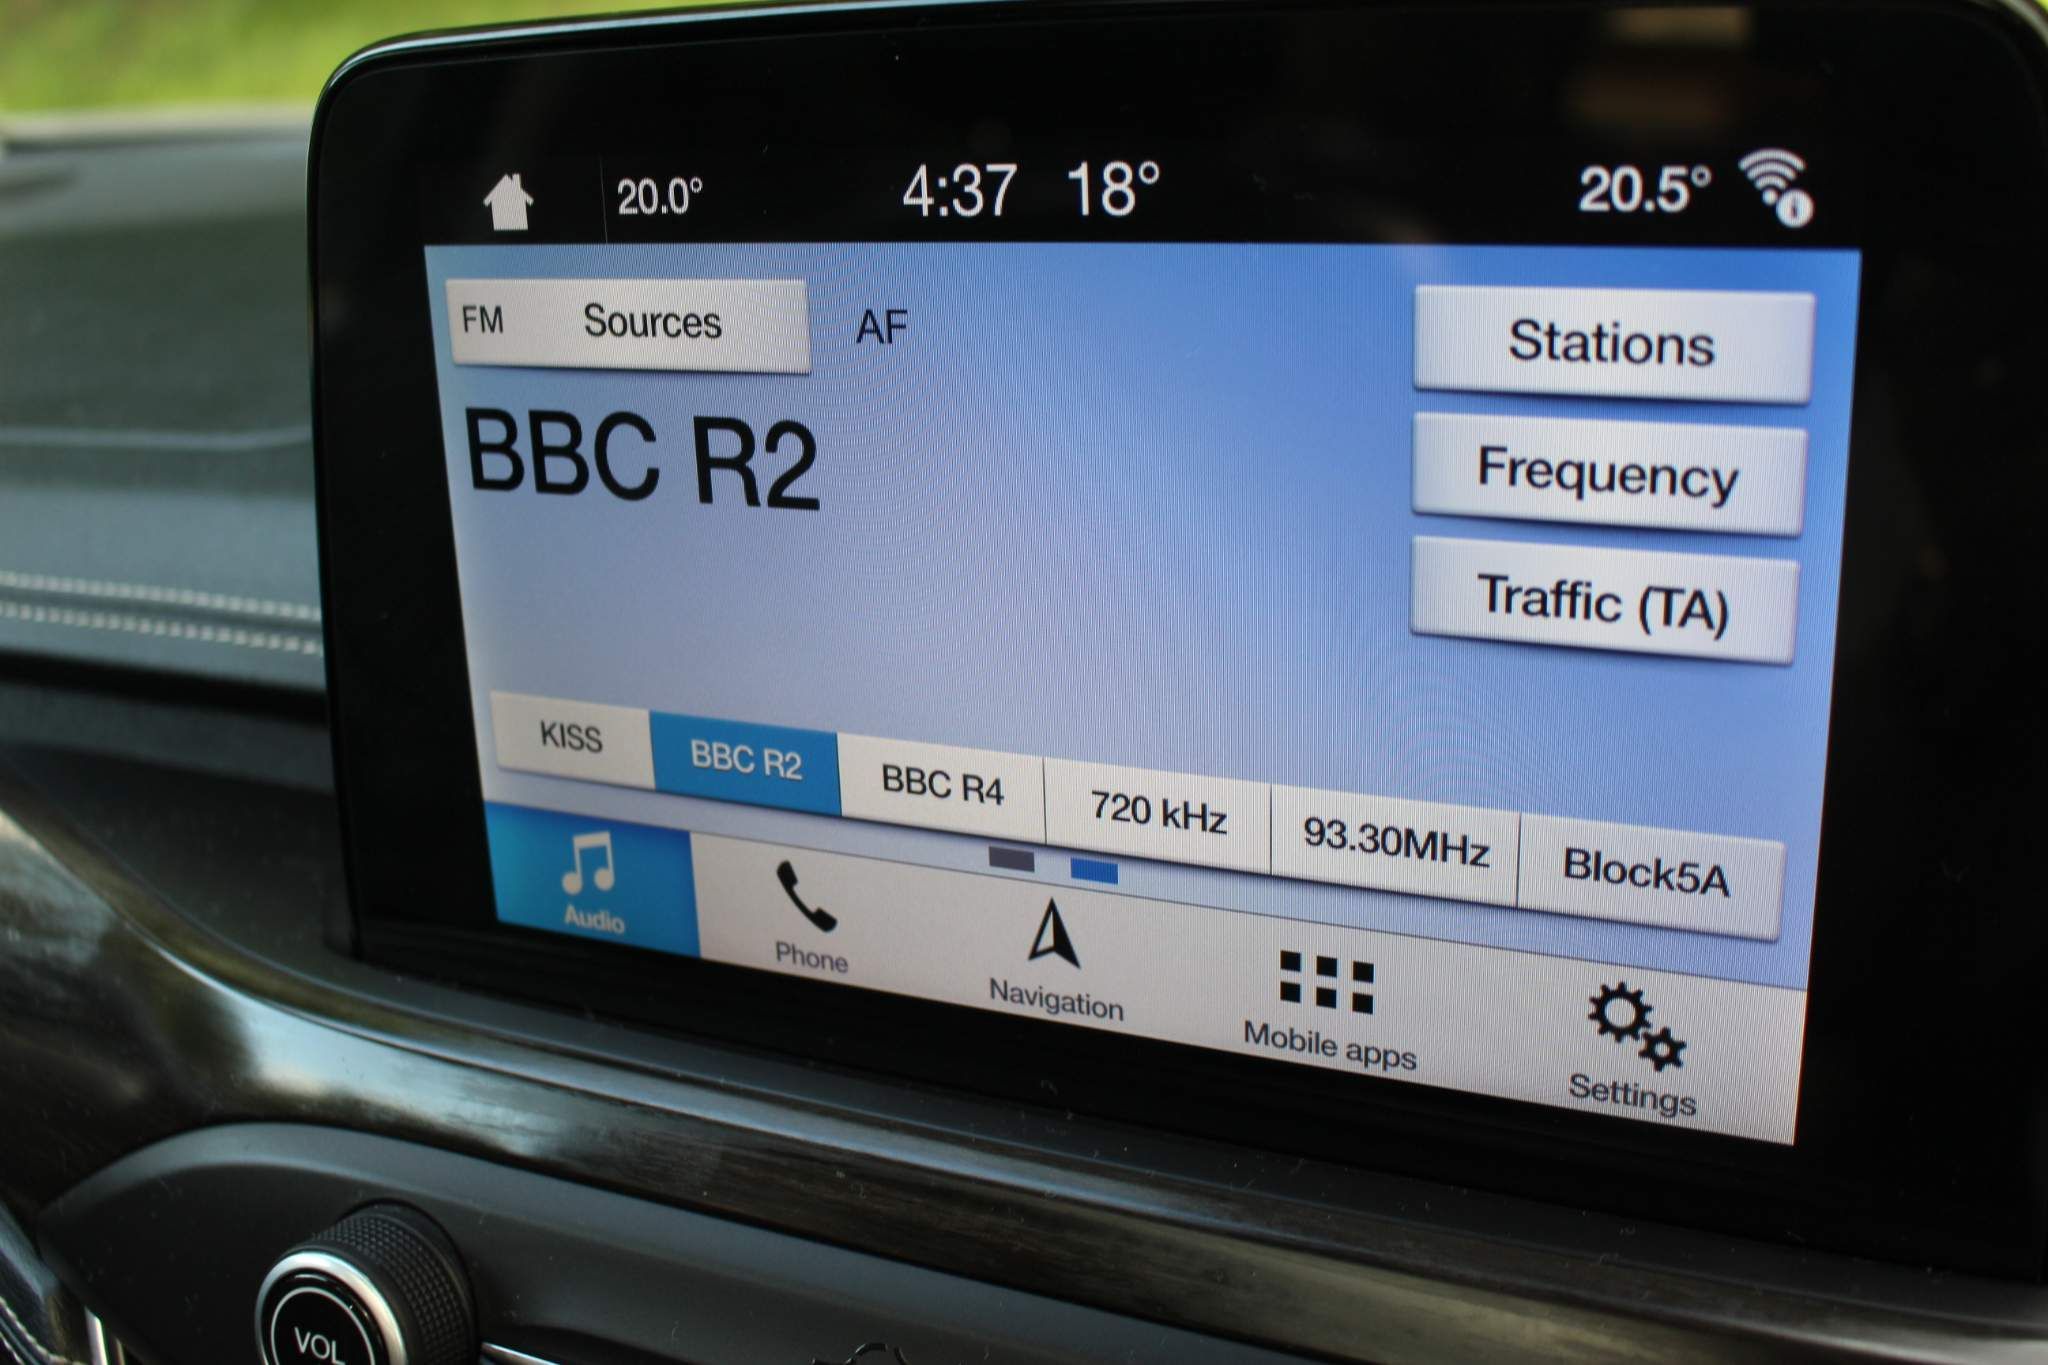 20.0° 4:37 18° 20.5°
FM Sources AF
Stations
BBC R2
Frequency
Traffic (TA)
KISS BBC R2 BBC R4 720 kHz 93.30MHz Block5A
Audio Phone Navigation Mobile apps Settings
VOL